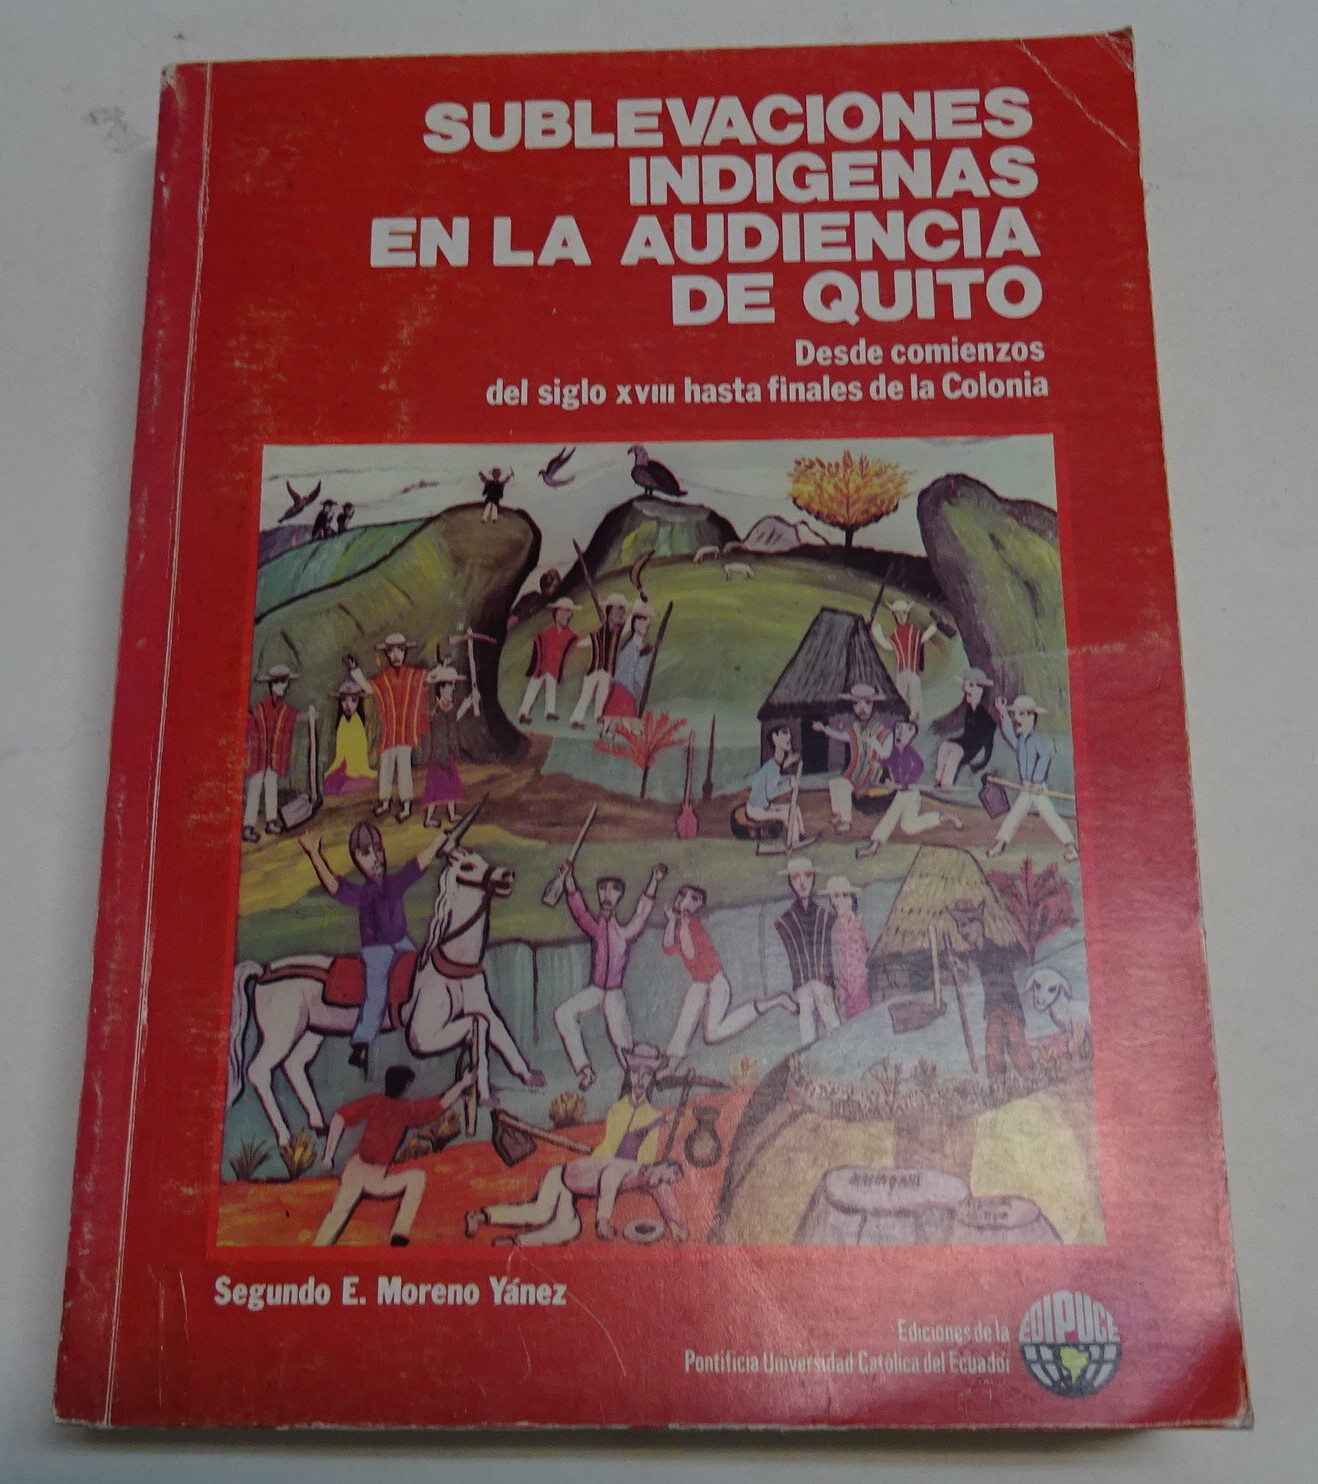 SUBLEVACIONES
INDIGENAS
EN LA AUDIENCIA
DE QUITO
Desde comienzos
del siglo XVIII hasta finales de la Colonia
Segundo E. Moreno Yánez
Ediciones de la
Pontificia Universidad Católica del Ecuador
EDIPUCE